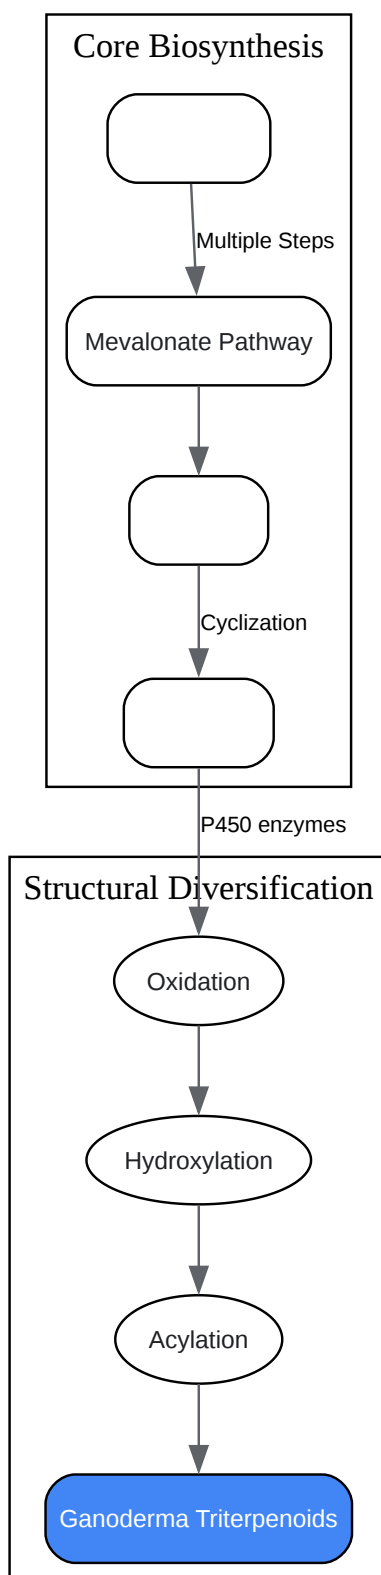 Core Biosynthesis
Multiple Steps
Mevalonate Pathway
Cyclization
P450 enzymes
Structural Diversification
Oxidation
Hydroxylation
Acylation
Ganoderma Triterpenoids